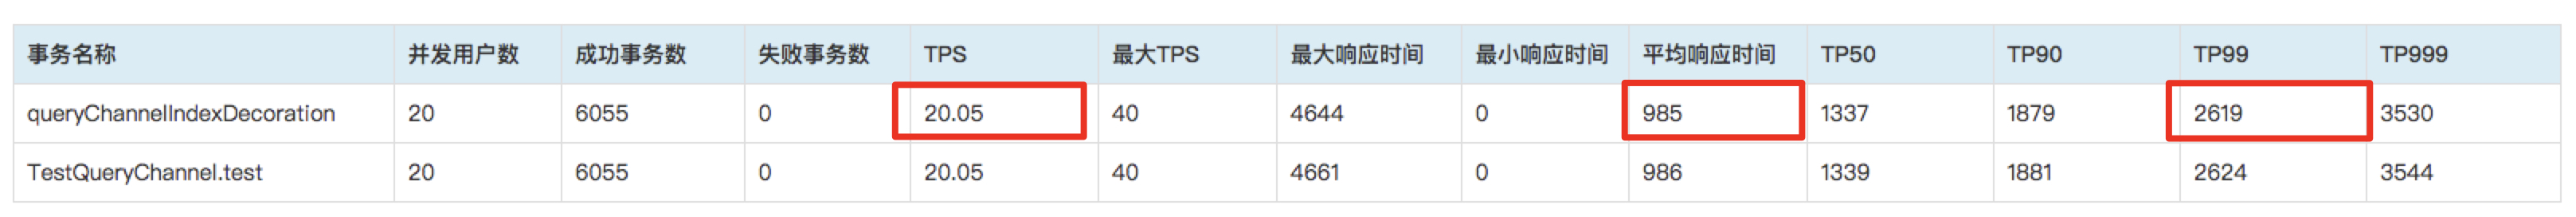 事务名称 并发用户数 成功事务数 失败事务数 TPS 最大TPS 最大响应时间 最小响应时间 平均响应时间 TP50 TP90 TP99 TP999
queryChannelIndexDecoration 20 6055 0 20.05 40 4644 0 985 1337 1879 2619 3530
TestQueryChannel.test 20 6055 0 20.05 40 4661 0 986 1339 1881 2624 3544